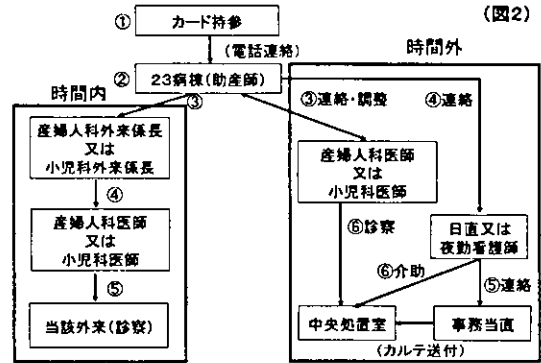 (図2)
① カード持参
(電話連絡)
② 23病棟(助産師)
時間内
③
産婦人科外来係長
又は
小児科外来係長
④
産婦人科医師
又は
小児科医師
⑤
当該外来(診察)
時間外
③連絡・調整
④連絡
産婦人科医師
又は
小児科医師
⑥診察
日直又は
夜勤看護師
⑥介助
⑤連絡
中央処置室
事務当直
(カルテ送付)